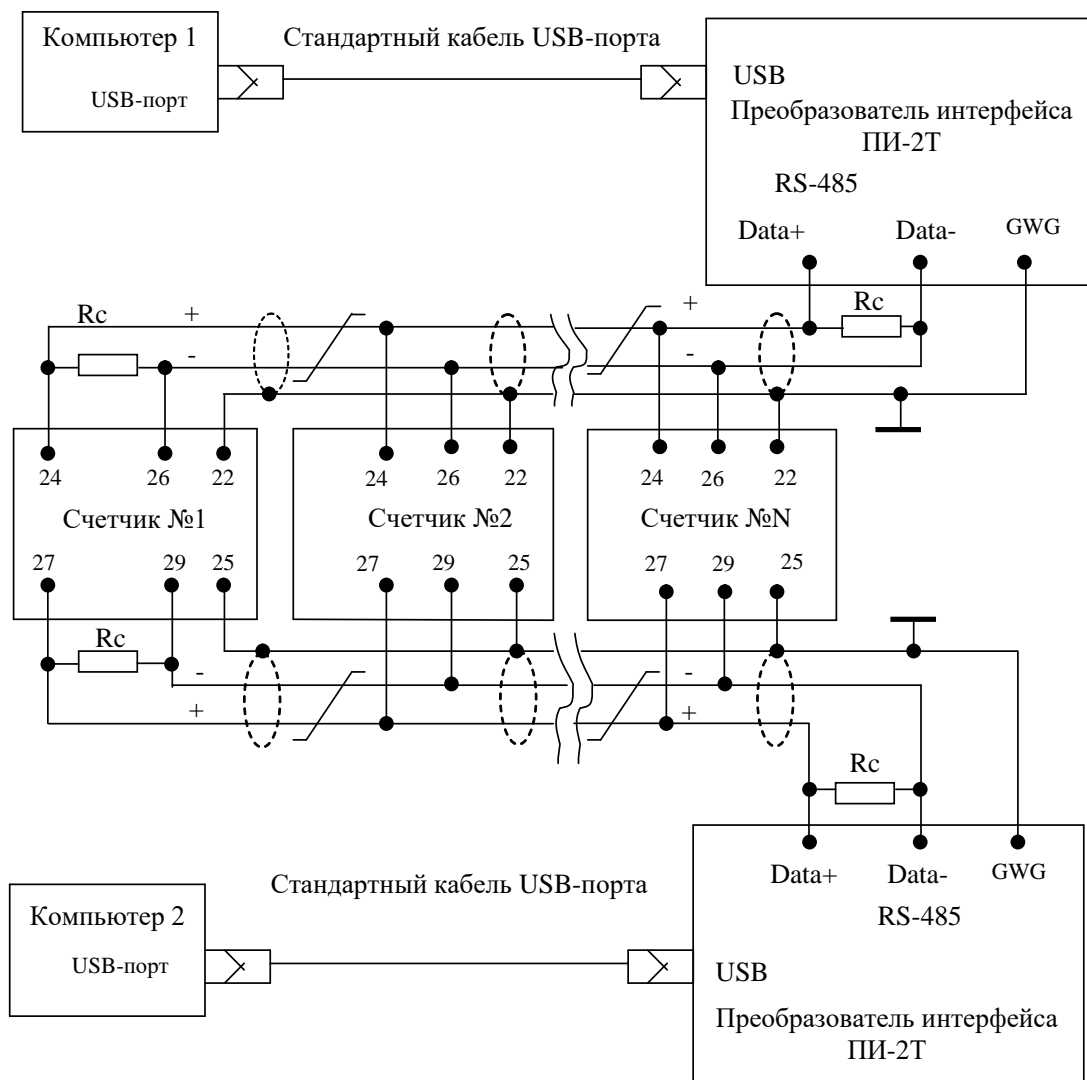 Компьютер 1
USB-порт
Стандартный кабель USB-порта
USB
Преобразователь интерфейса
ПИ-2Т
RS-485
Data+ Data- GWG
Rc + + Rc
- -
24 26 22 24 26 22 24 26 22
Счетчик №1 Счетчик №2 Счетчик №N
27 29 25 27 29 25 27 29 25
Rc
- -
+ +
Rc
Data+ Data- GWG
RS-485
Стандартный кабель USB-порта
Компьютер 2
USB-порт
USB
Преобразователь интерфейса
ПИ-2Т